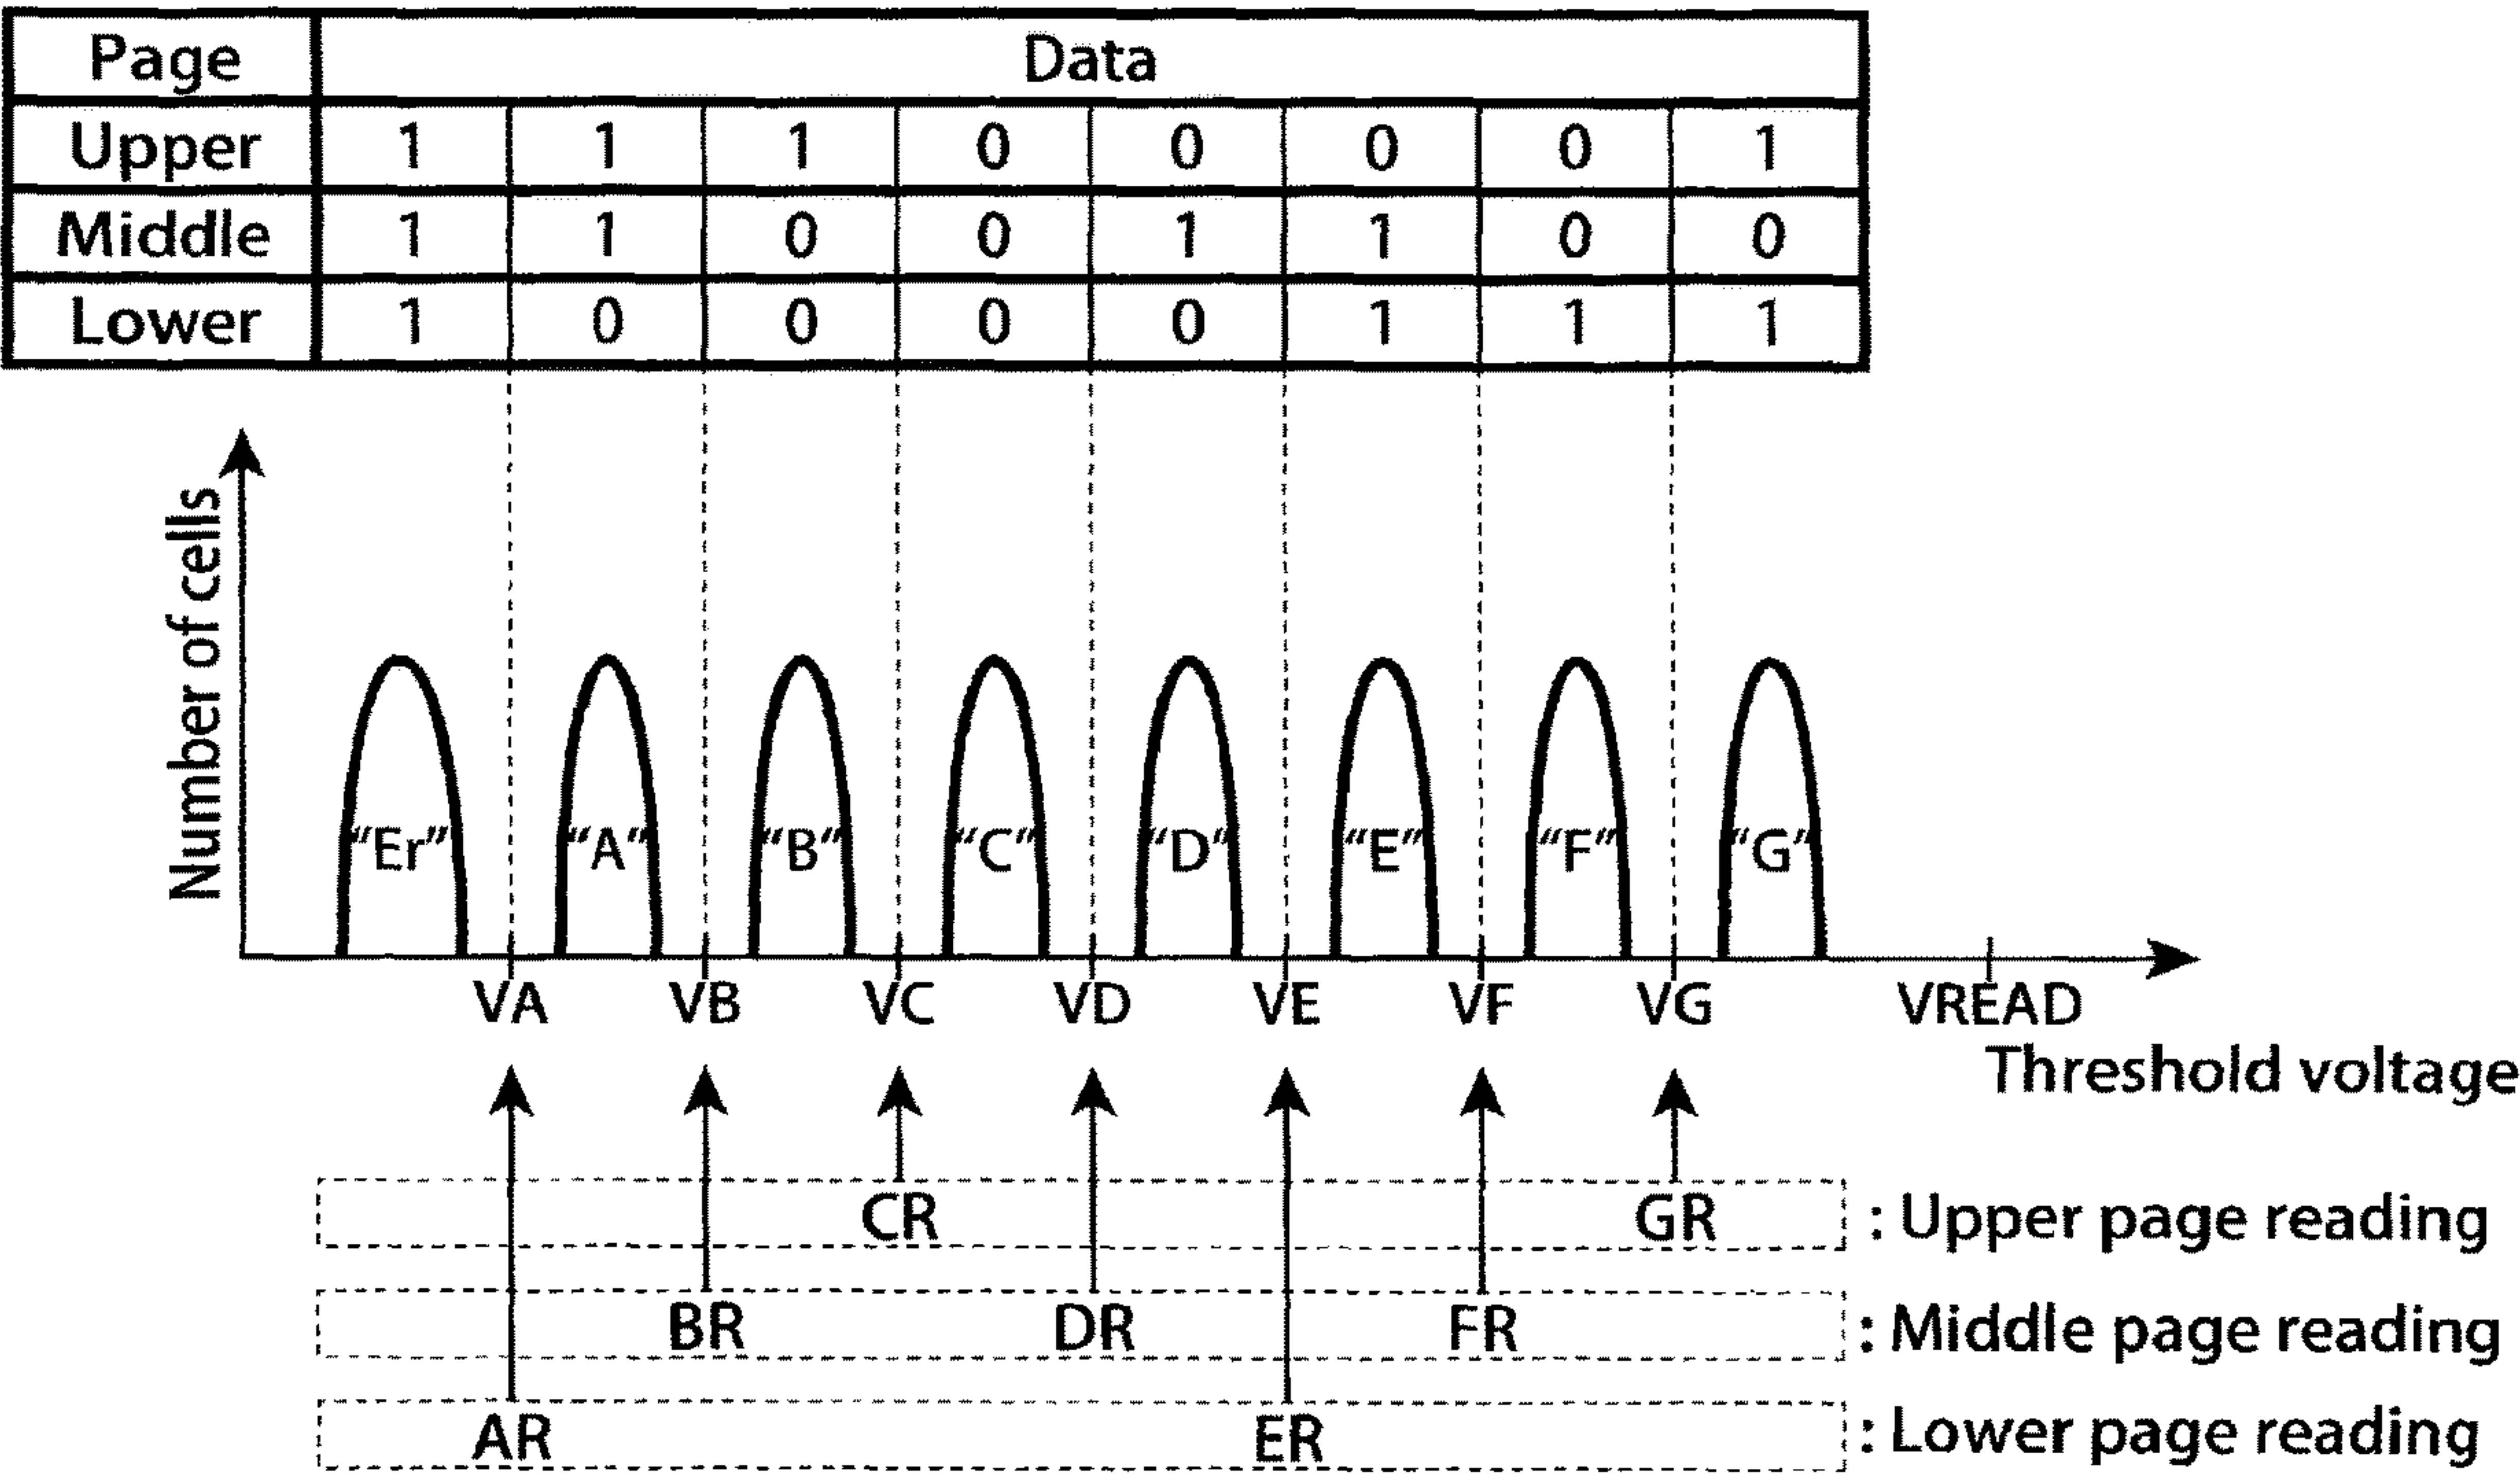 Page Data
Upper 1 1 1 0 0 0 0 1
Middle 1 1 0 0 1 1 0 0
Lower 1 0 0 0 0 1 1 1
Number of cells
“Er” “A” “B” “C” “D” “E” “F” “G”
VA VB VC VD VE VF VG VREAD
Threshold voltage
CR GR : Upper page reading
BR DR FR : Middle page reading
AR ER : Lower page reading